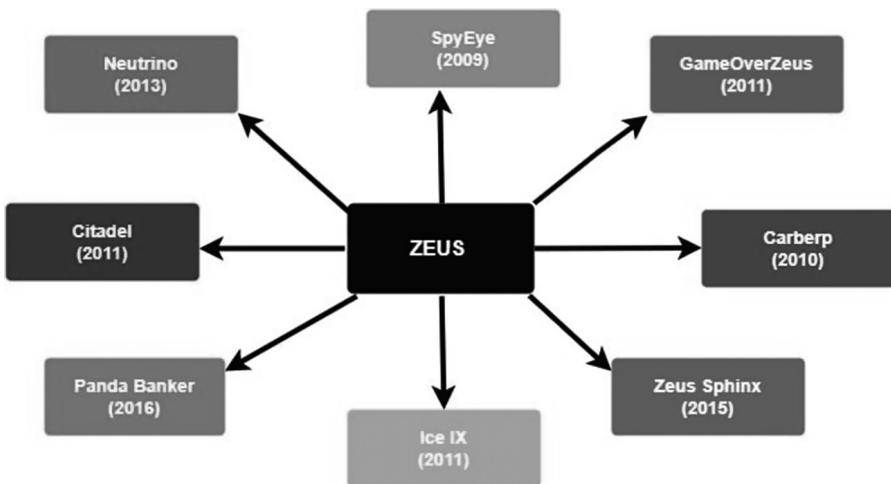 SpyEye
(2009)
Neutrino
(2013)
GameOverZeus
(2011)
Citadel
(2011)
ZEUS
Carberp
(2010)
Panda Banker
(2016)
Ice IX
(2011)
Zeus Sphinx
(2015)